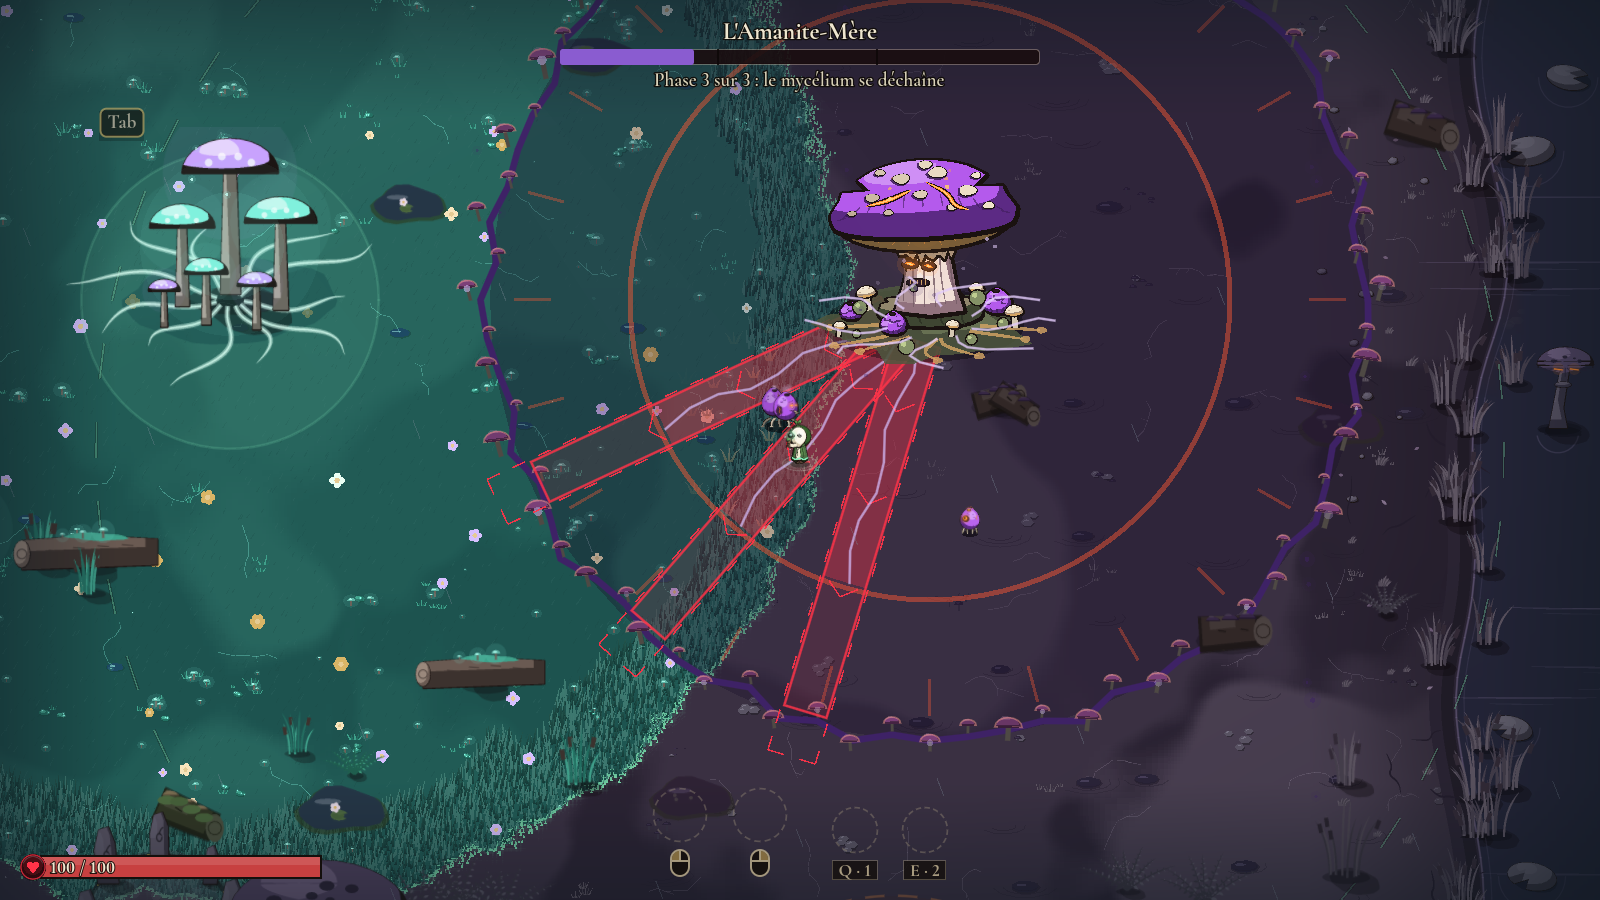 L'Amanite-Mère
Phase 3 sur 3 : le mycélium se déchaîne
Tab
100 / 100
Q · 1
E · 2